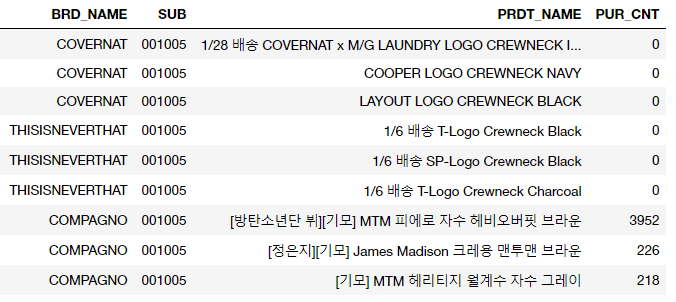 BRD_NAME SUB PRDT_NAME PUR_CNT
COVERNAT 001005 1/28 배송 COVERNAT x M/G LAUNDRY LOGO CREWNECK I... 0
COVERNAT 001005 COOPER LOGO CREWNECK NAVY 0
COVERNAT 001005 LAYOUT LOGO CREWNECK BLACK 0
THISISNEVERTHAT 001005 1/6 배송 T-Logo Crewneck Black 0
THISISNEVERTHAT 001005 1/6 배송 SP-Logo Crewneck Black 0
THISISNEVERTHAT 001005 1/6 배송 T-Logo Crewneck Charcoal 0
COMPAGNO 001005 [방탄소년단 뷔][기모] MTM 피에로 자수 헤비오버핏 브라운 3952
COMPAGNO 001005 [정은지][기모] James Madison 크레용 맨투맨 브라운 226
COMPAGNO 001005 [기모] MTM 헤리티지 월계수 자수 그레이 218